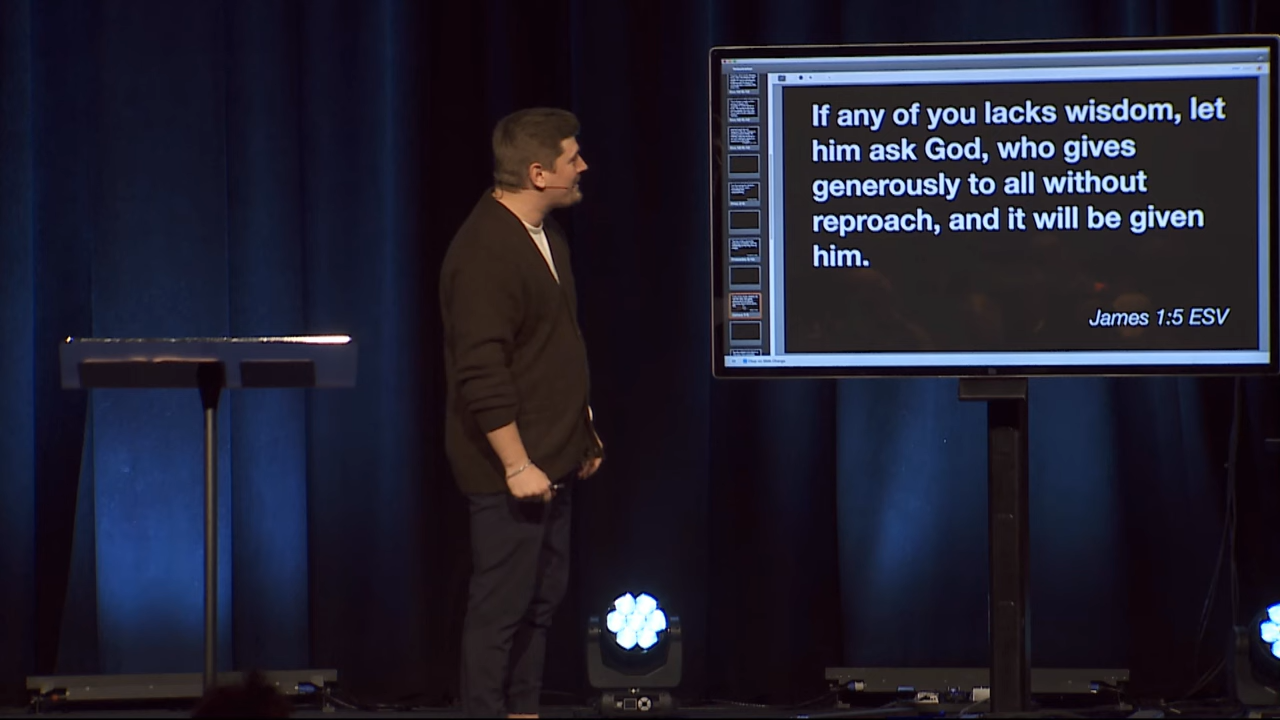 If any of you lacks wisdom, let
him ask God, who gives
generously to all without
reproach, and it will be given
him.
James 1:5 ESV